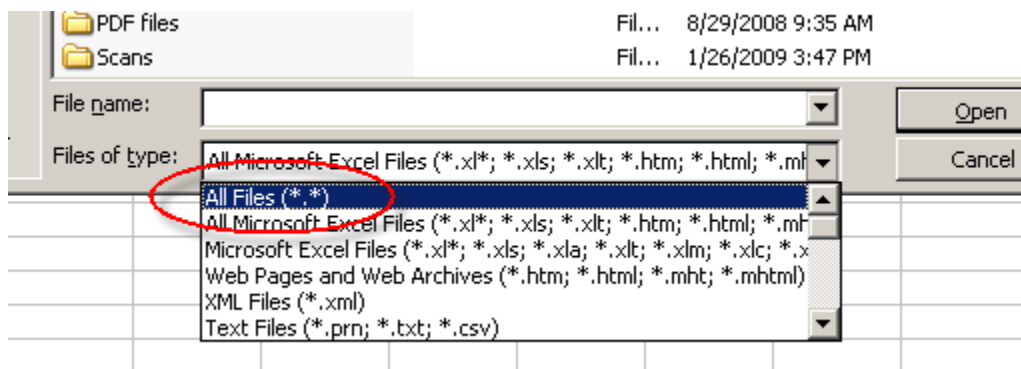 PDF files Fil... 8/29/2008 9:35 AM
Scans Fil... 1/26/2009 3:47 PM
File name: Open
Files of type: All Microsoft Excel Files (*.xl*; *.xls; *.xlt; *.htm; *.html; *.mh Cancel
All Files (*.*)
All Microsoft Excel Files (*.xl*; *.xls; *.xlt; *.htm; *.html; *.mh
Microsoft Excel Files (*.xl*; *.xls; *.xla; *.xlt; *.xlm; *.xlc; *.x
Web Pages and Web Archives (*.htm; *.html; *.mht; *.mhtml)
XML Files (*.xml)
Text Files (*.prn; *.txt; *.csv)